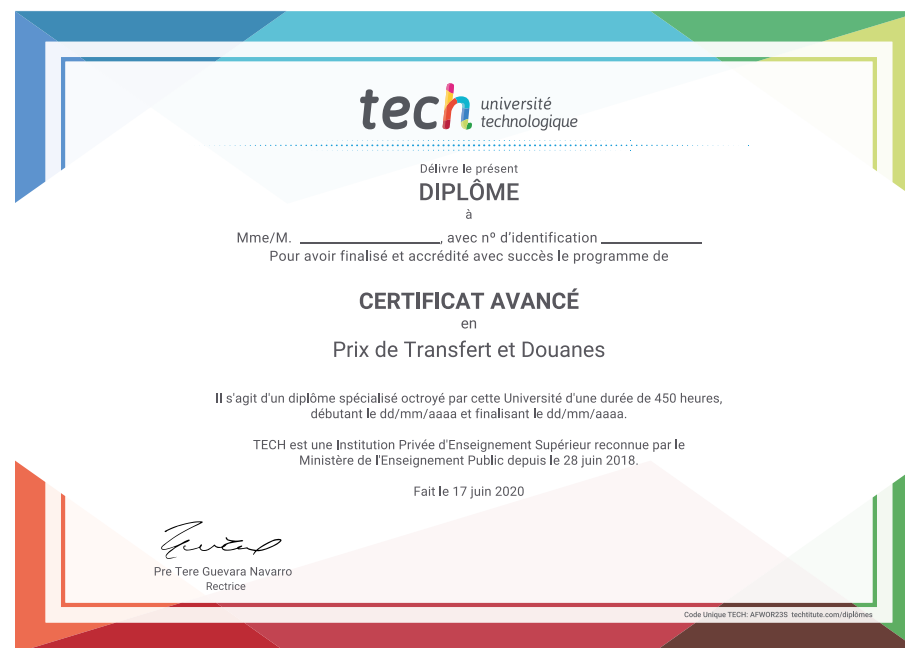 tech université
technologique
Délivre le présent
DIPLÔME
à
Mme/M. ____________________, avec nº d'identification ______________
Pour avoir finalisé et accrédité avec succès le programme de
CERTIFICAT AVANCÉ
en
Prix de Transfert et Douanes
Il s'agit d'un diplôme spécialisé octroyé par cette Université d'une durée de 450 heures,
débutant le dd/mm/aaaa et finalisant le dd/mm/aaaa.
TECH est une Institution Privée d'Enseignement Supérieur reconnue par le
Ministère de l'Enseignement Public depuis le 28 juin 2018.
Fait le 17 juin 2020
Pre Tere Guevara Navarro
Rectrice
Code Unique TECH: AFWOR23S techtitute.com/diplômes